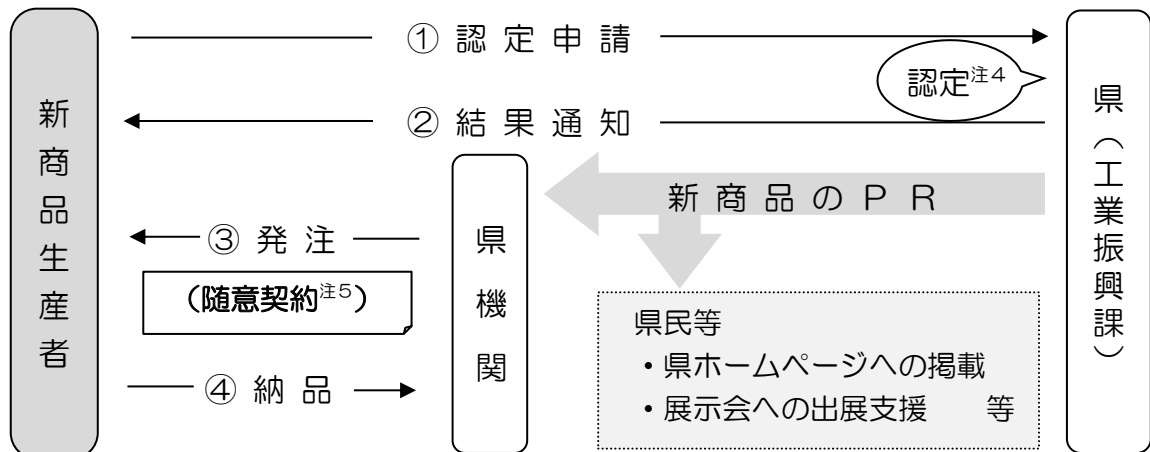 新商品生産者
① 認 定 申 請
認定注４
② 結 果 通 知
県（工業振興課）
新 商 品 の Ｐ Ｒ
県機関
③ 発 注
（随意契約注５）
④ 納 品
県民等
・県ホームページへの掲載
・展示会への出展支援　　等